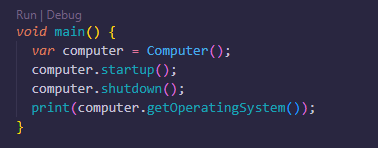 Run | Debug
void main() {
  var computer = Computer();
  computer.startup();
  computer.shutdown();
  print(computer.getOperatingSystem());
}